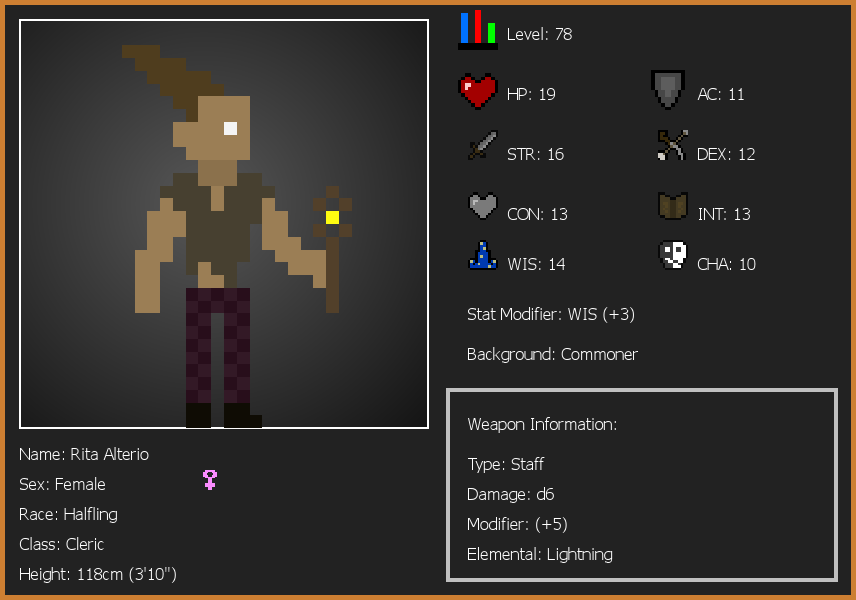 Level: 78
HP: 19
AC: 11
STR: 16
DEX: 12
CON: 13
INT: 13
WIS: 14
CHA: 10
Stat Modifier: WIS (+3)
Background: Commoner
Weapon Information:
Type: Staff
Damage: d6
Modifier: (+5)
Elemental: Lightning
Name: Rita Alterio
Sex: Female
Race: Halfling
Class: Cleric
Height: 118cm (3'10")